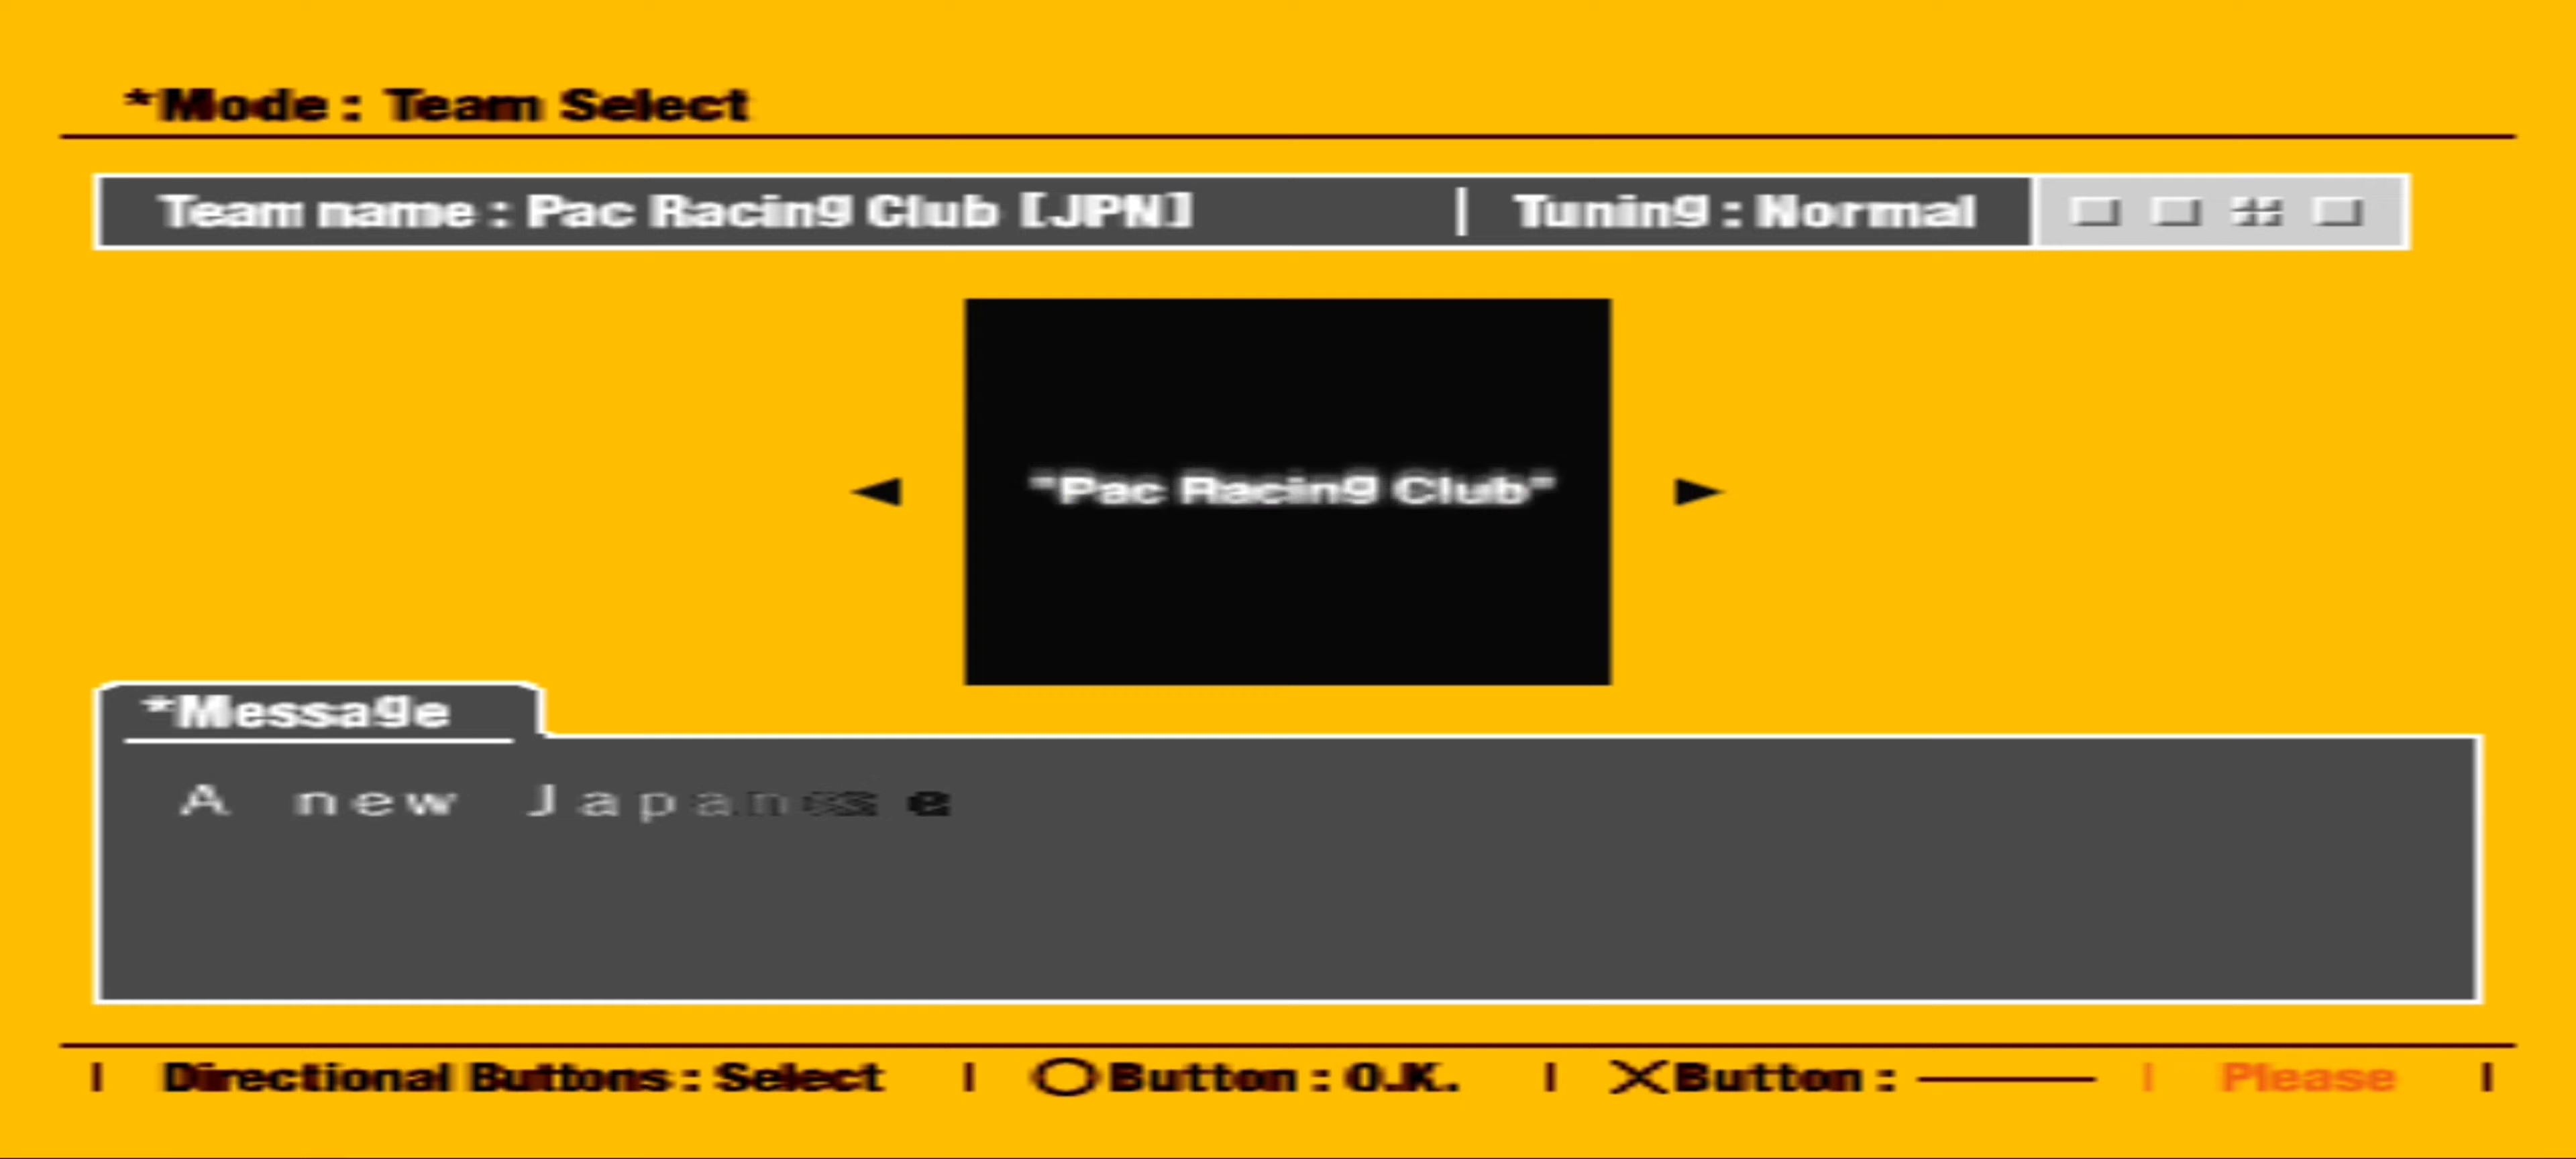 *Mode : Team Select
Team name : Pac Racing Club [JPN] | Tuning : Normal
"Pac Racing Club"
*Message
A new Japanese
| Directional Buttons : Select | ○Button : O.K. | ×Button : —— | Please |